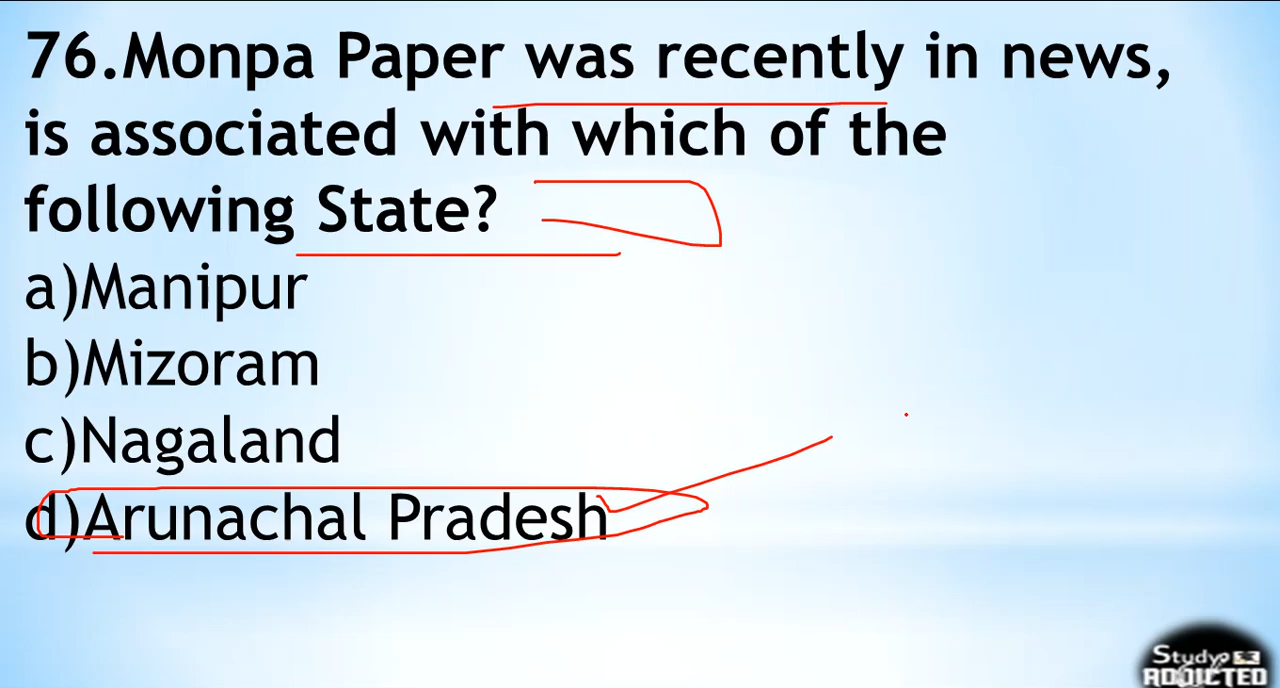 76.Monpa Paper was recently in news,
is associated with which of the
following State?
a)Manipur
b)Mizoram
c)Nagaland
d)Arunachal Pradesh
Study
ADDICTED